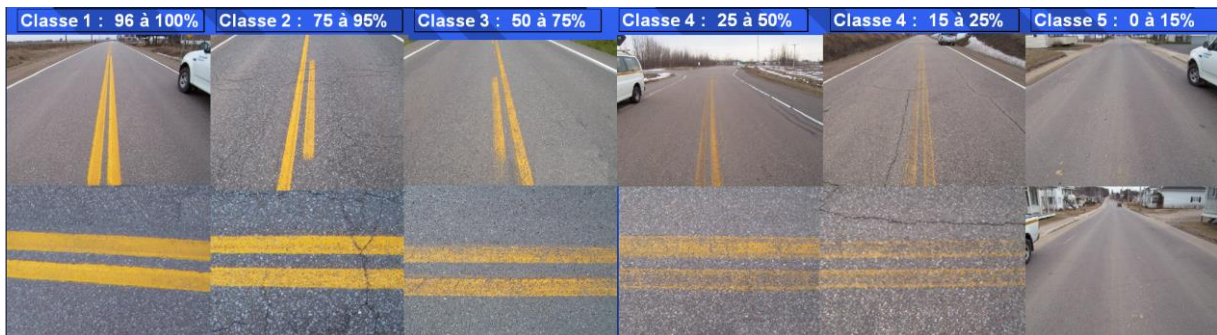 Classe 1 : 96 à 100%
Classe 2 : 75 à 95%
Classe 3 : 50 à 75%
Classe 4 : 25 à 50%
Classe 4 : 15 à 25%
Classe 5 : 0 à 15%